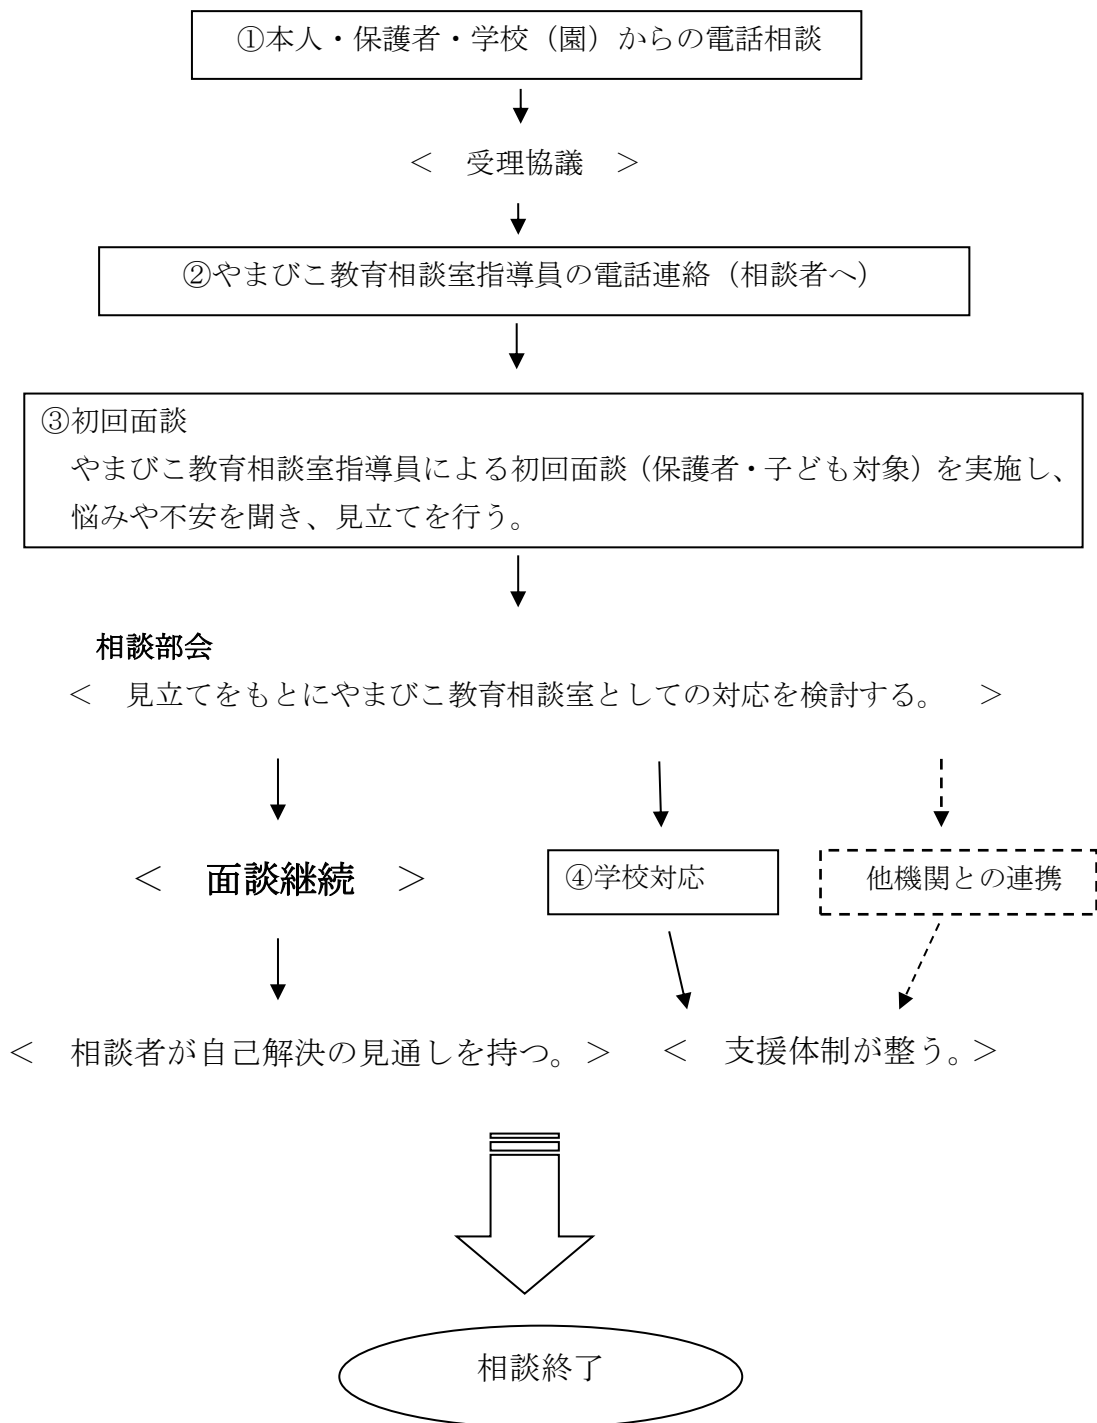 ①本人・保護者・学校（園）からの電話相談
＜　受理協議　＞
②やまびこ教育相談室指導員の電話連絡（相談者へ）
③初回面談
やまびこ教育相談室指導員による初回面談（保護者・子ども対象）を実施し、
悩みや不安を聞き、見立てを行う。
相談部会
＜　見立てをもとにやまびこ教育相談室としての対応を検討する。　＞
＜　面談継続　＞
④学校対応
他機関との連携
＜　相談者が自己解決の見通しを持つ。＞
＜　支援体制が整う。＞
相談終了